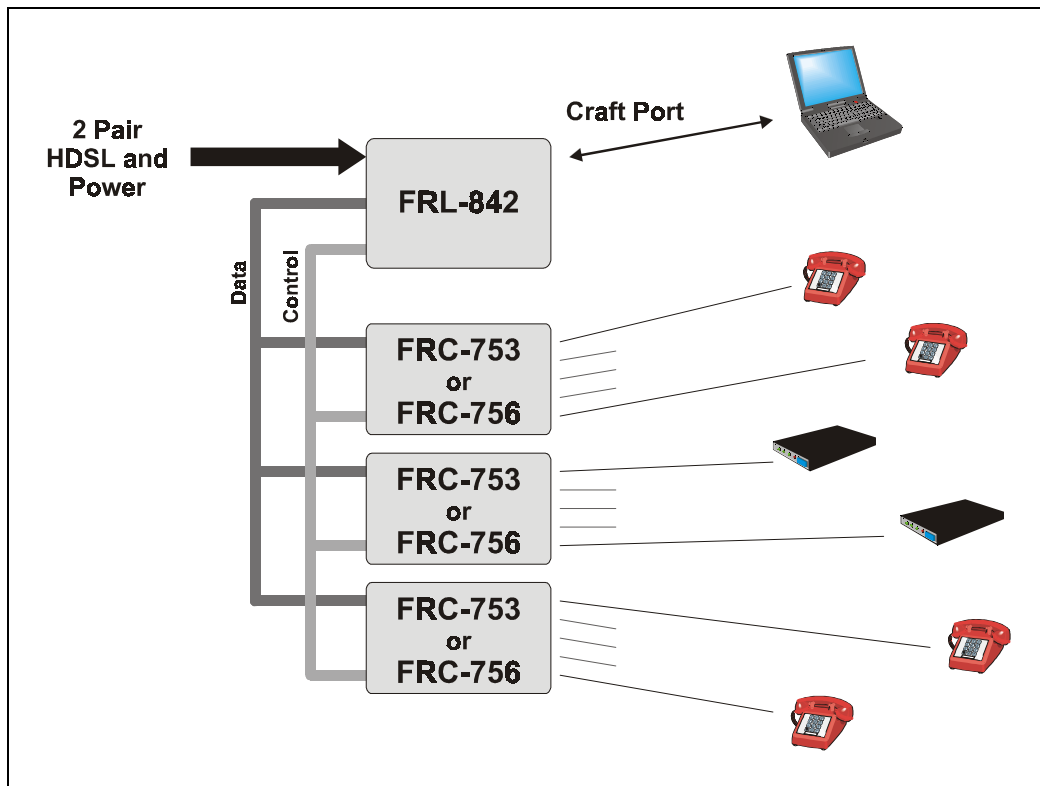 2 Pair
HDSL and
Power
Craft Port
FRL-842
Data
Control
FRC-753
or
FRC-756
FRC-753
or
FRC-756
FRC-753
or
FRC-756